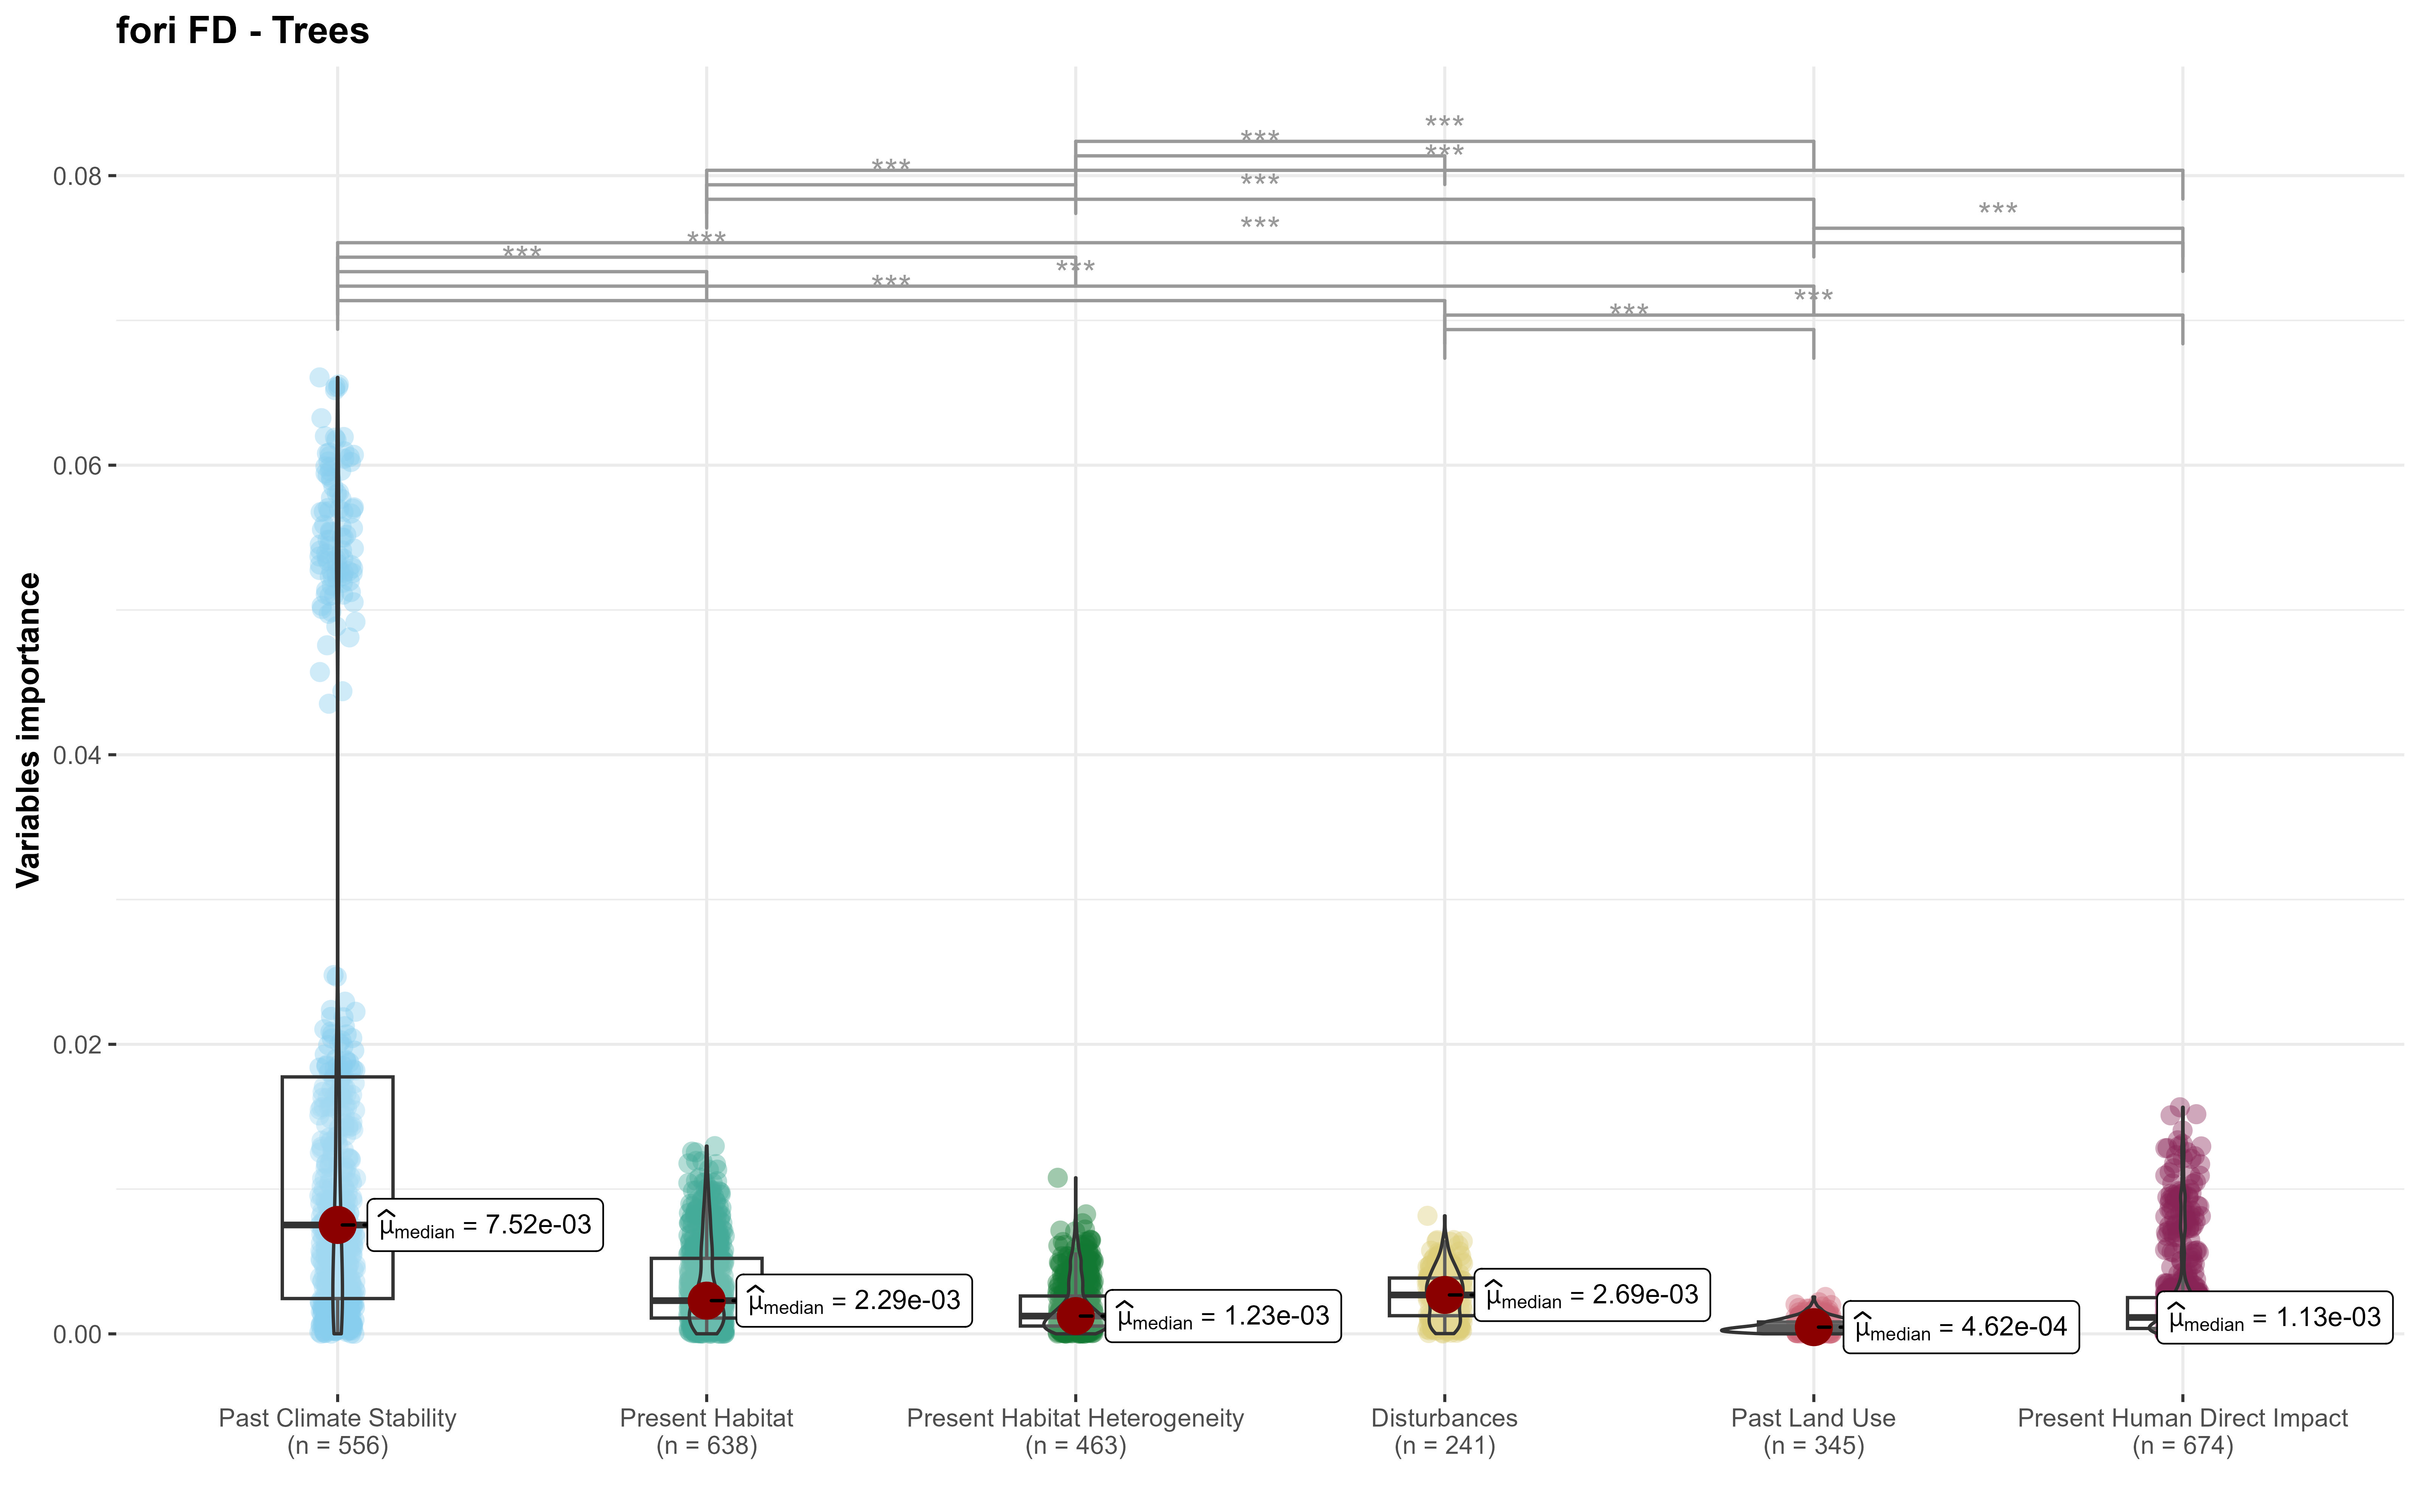 fori FD - Trees
***
***
***
***
***
***
***
***
***
***
***
***
***
0.08
0.06
0.04
0.02
0.00
Variables importance
μ̂median = 7.52e-03
μ̂median = 2.29e-03
μ̂median = 1.23e-03
μ̂median = 2.69e-03
μ̂median = 4.62e-04
μ̂median = 1.13e-03
Past Climate Stability
(n = 556)
Present Habitat
(n = 638)
Present Habitat Heterogeneity
(n = 463)
Disturbances
(n = 241)
Past Land Use
(n = 345)
Present Human Direct Impact
(n = 674)